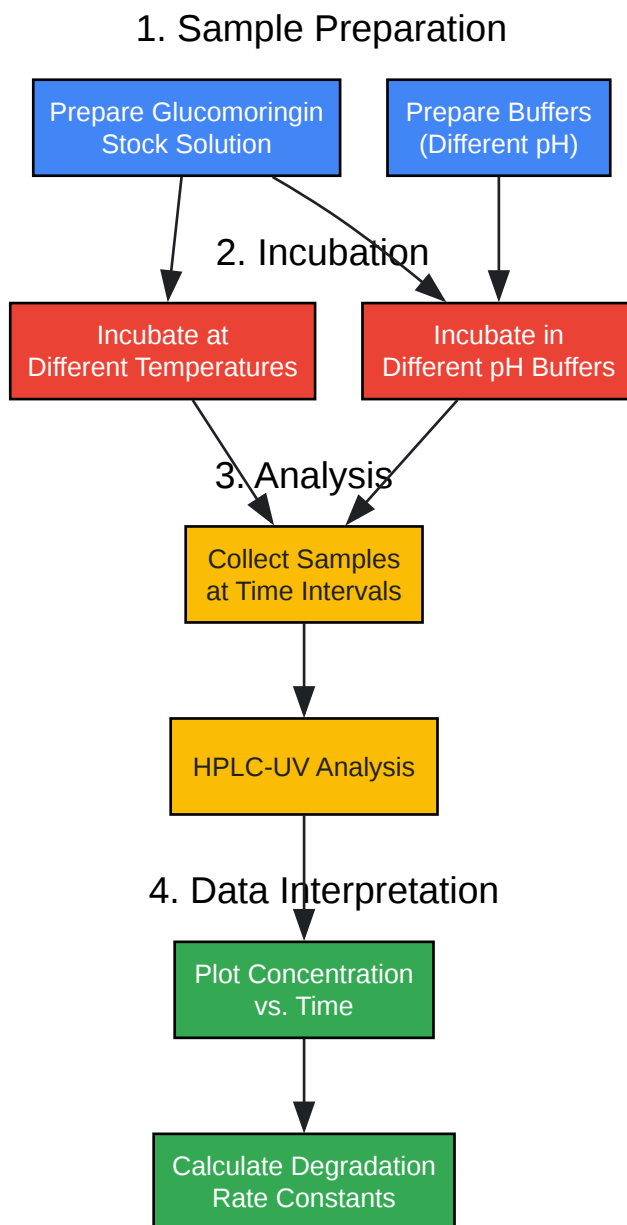 1. Sample Preparation
Prepare Glucomoringin
Stock Solution
Prepare Buffers
(Different pH)
2. Incubation
Incubate at
Different Temperatures
Incubate in
Different pH Buffers
3. Analysis
Collect Samples
at Time Intervals
HPLC-UV Analysis
4. Data Interpretation
Plot Concentration
vs. Time
Calculate Degradation
Rate Constants